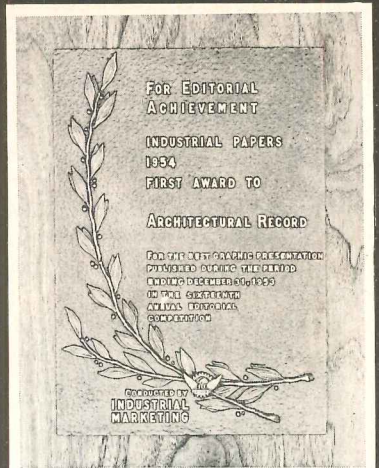 FOR EDITORIAL
ACHIEVEMENT
INDUSTRIAL PAPERS
1954
FIRST AWARD TO
ARCHITECTURAL RECORD
FOR THE BEST GRAPHIC PRESENTATION
PUBLISHED DURING THE PERIOD
ENDING DECEMBER 31, 1953
IN THE SIXTEENTH
ANNUAL EDITORIAL
COMPETITION
CONDUCTED BY
INDUSTRIAL
MARKETING